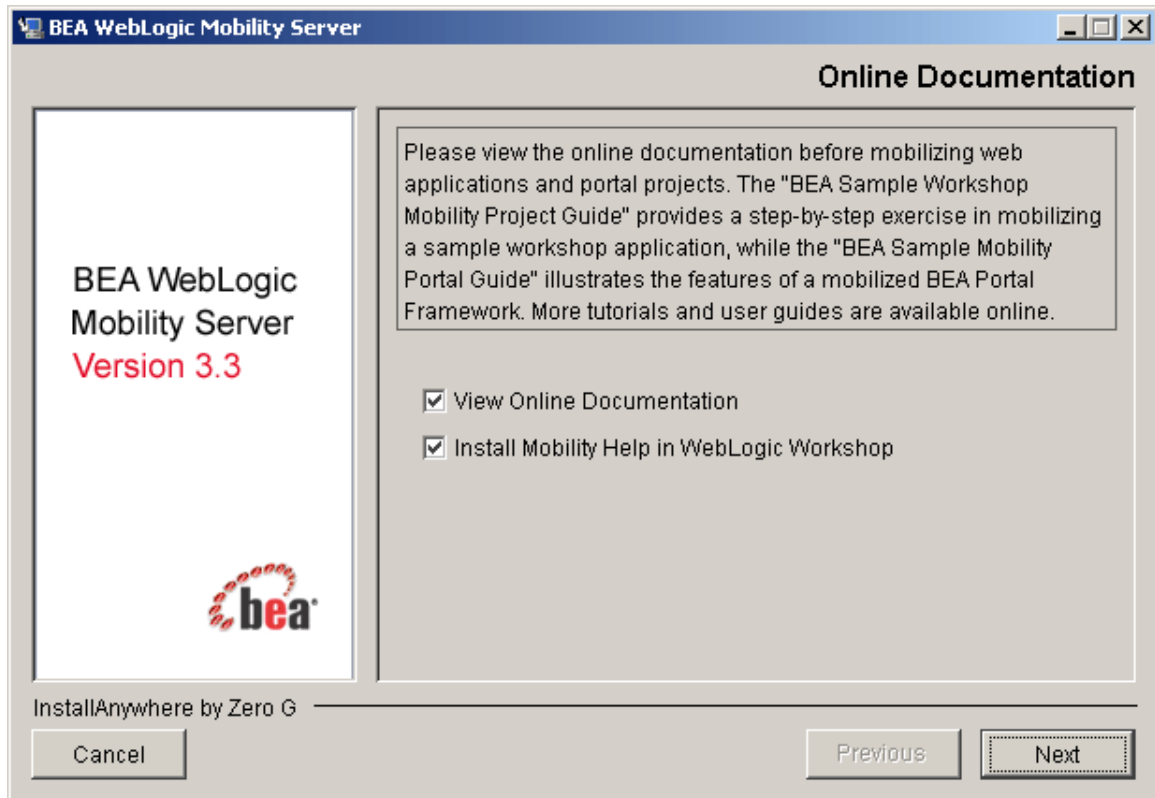 BEA WebLogic Mobility Server
Online Documentation
BEA WebLogic
Mobility Server
Version 3.3
bea
Please view the online documentation before mobilizing web
applications and portal projects. The "BEA Sample Workshop
Mobility Project Guide" provides a step-by-step exercise in mobilizing
a sample workshop application, while the "BEA Sample Mobility
Portal Guide" illustrates the features of a mobilized BEA Portal
Framework. More tutorials and user guides are available online.
View Online Documentation
Install Mobility Help in WebLogic Workshop
InstallAnywhere by Zero G
Cancel
Previous
Next